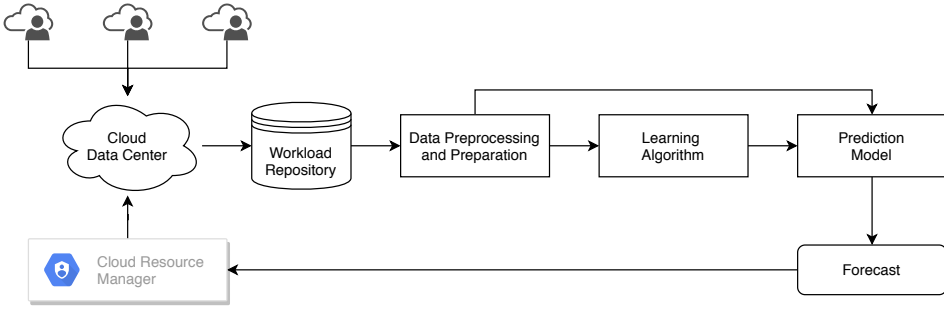 Cloud
Data Center
Workload
Repository
Data Preprocessing
and Preparation
Learning
Algorithm
Prediction
Model
Cloud Resource
Manager
Forecast